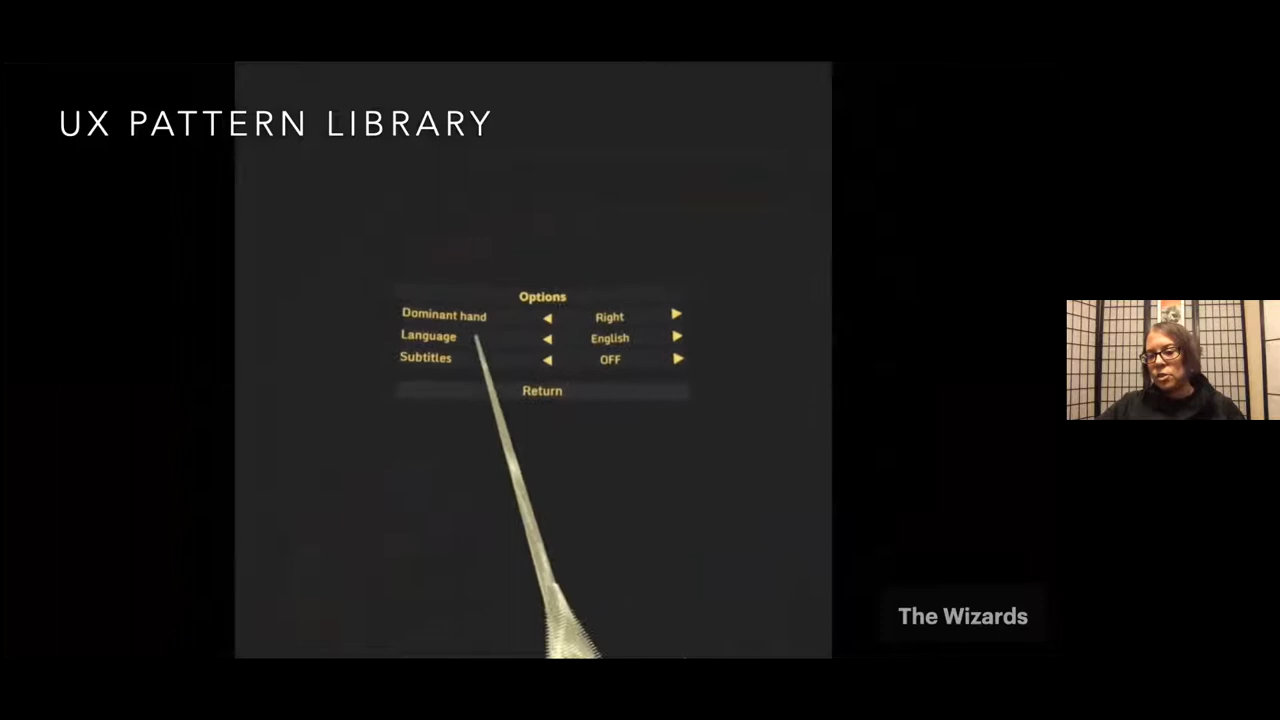 UX PATTERN LIBRARY
Options
Dominant hand ◀ Right ▶
Language ◀ English ▶
Subtitles ◀ OFF ▶
Return
The Wizards